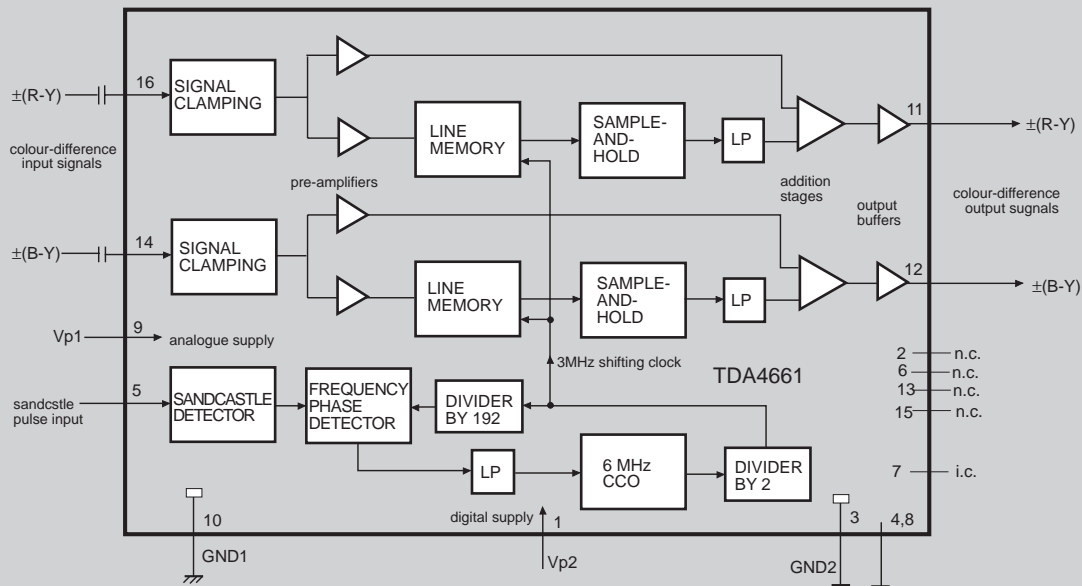 16
SIGNAL
CLAMPING
±(R-Y)
colour-difference
input signals
pre-amplifiers
LINE
MEMORY
SAMPLE-
AND-
HOLD
LP
addition
stages
11
±(R-Y)
output
buffers
colour-difference
output sugnals
±(B-Y)
14
SIGNAL
CLAMPING
LINE
MEMORY
SAMPLE-
AND-
HOLD
LP
12
±(B-Y)
Vp1
9
analogue supply
3MHz shifting clock
TDA4661
2
n.c.
6
n.c.
13
n.c.
15
n.c.
7
i.c.
sandcstle
pulse input
5
SANDCASTLE
DETECTOR
FREQUENCY
PHASE
DETECTOR
DIVIDER
BY 192
LP
6 MHz
CCO
DIVIDER
BY 2
10
GND1
digital supply
1
Vp2
3
GND2
4,8